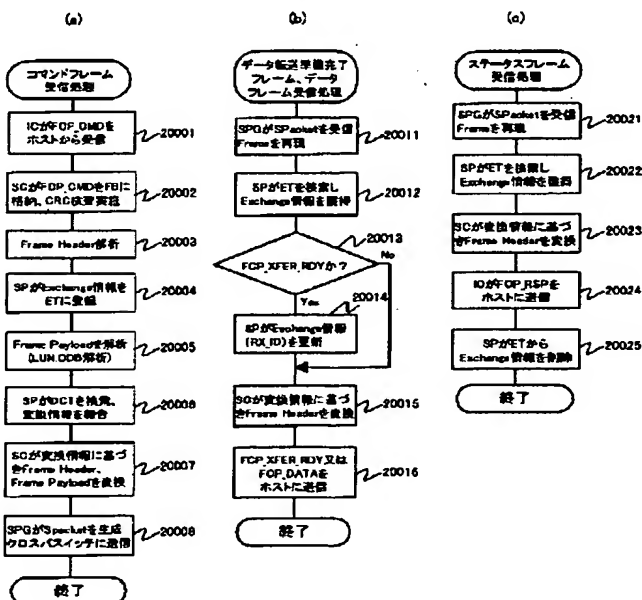 (a)
コマンドフレーム
受信処理
ICがFCP_CMDを
ホストから受信
20001
SCがFCP_CMDをFBに
格納、CRC検査実施
20002
Frame Header解析
20003
SPがExchange情報を
ETに登録
20004
Frame Payloadを解析
(LUN,CDB解析)
20005
SPがDCTを検索、
変換情報を報告
20006
SCが変換情報に基づ
きFrame Header、
Frame Payloadを変換
20007
SPGがSpacketを生成
クロスバスイッチに送信
20008
終了
(b)
データ転送準備完了
フレーム、データ
フレーム受信処理
SPGがSPacketを受信
Frameを再現
20011
SPがETを検索し
Exchange情報を獲得
20012
FCP_XFER_RDYか?
20013
No
Yes
20014
SPがExchange情報
(RX_ID)を更新
SCが変換情報に基
づきFrame Headerを変換
20015
FCP_XFER_RDY又は
FCP_DATAを
ホストに送信
20016
終了
(c)
ステータスフレーム
受信処理
SPGがSPacketを受信
Frameを再現
20021
SPがETを検索し
Exchange情報を獲得
20022
SCが変換情報に基づ
きFrame Headerを変換
20023
ICがFCP_RSPを
ホストに送信
20024
SPがETから
Exchange情報を削除
20025
終了